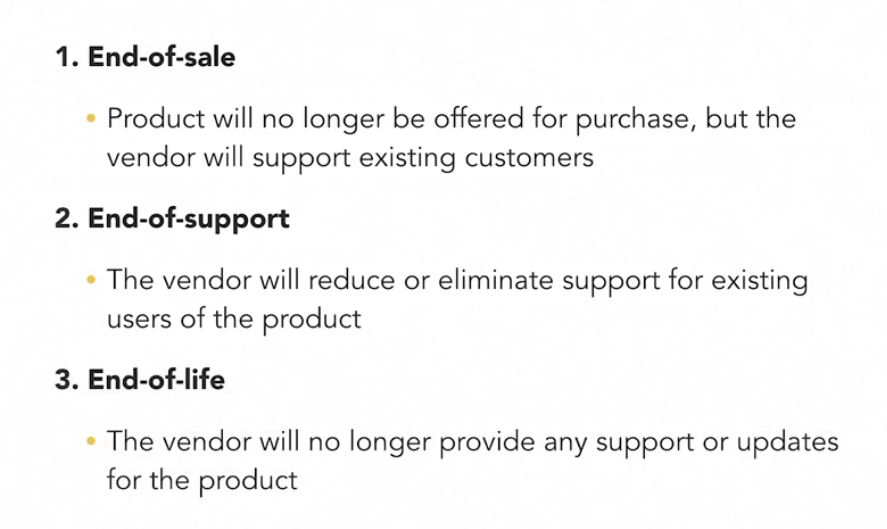 1. End-of-sale
• Product will no longer be offered for purchase, but the
vendor will support existing customers
2. End-of-support
• The vendor will reduce or eliminate support for existing
users of the product
3. End-of-life
• The vendor will no longer provide any support or updates
for the product